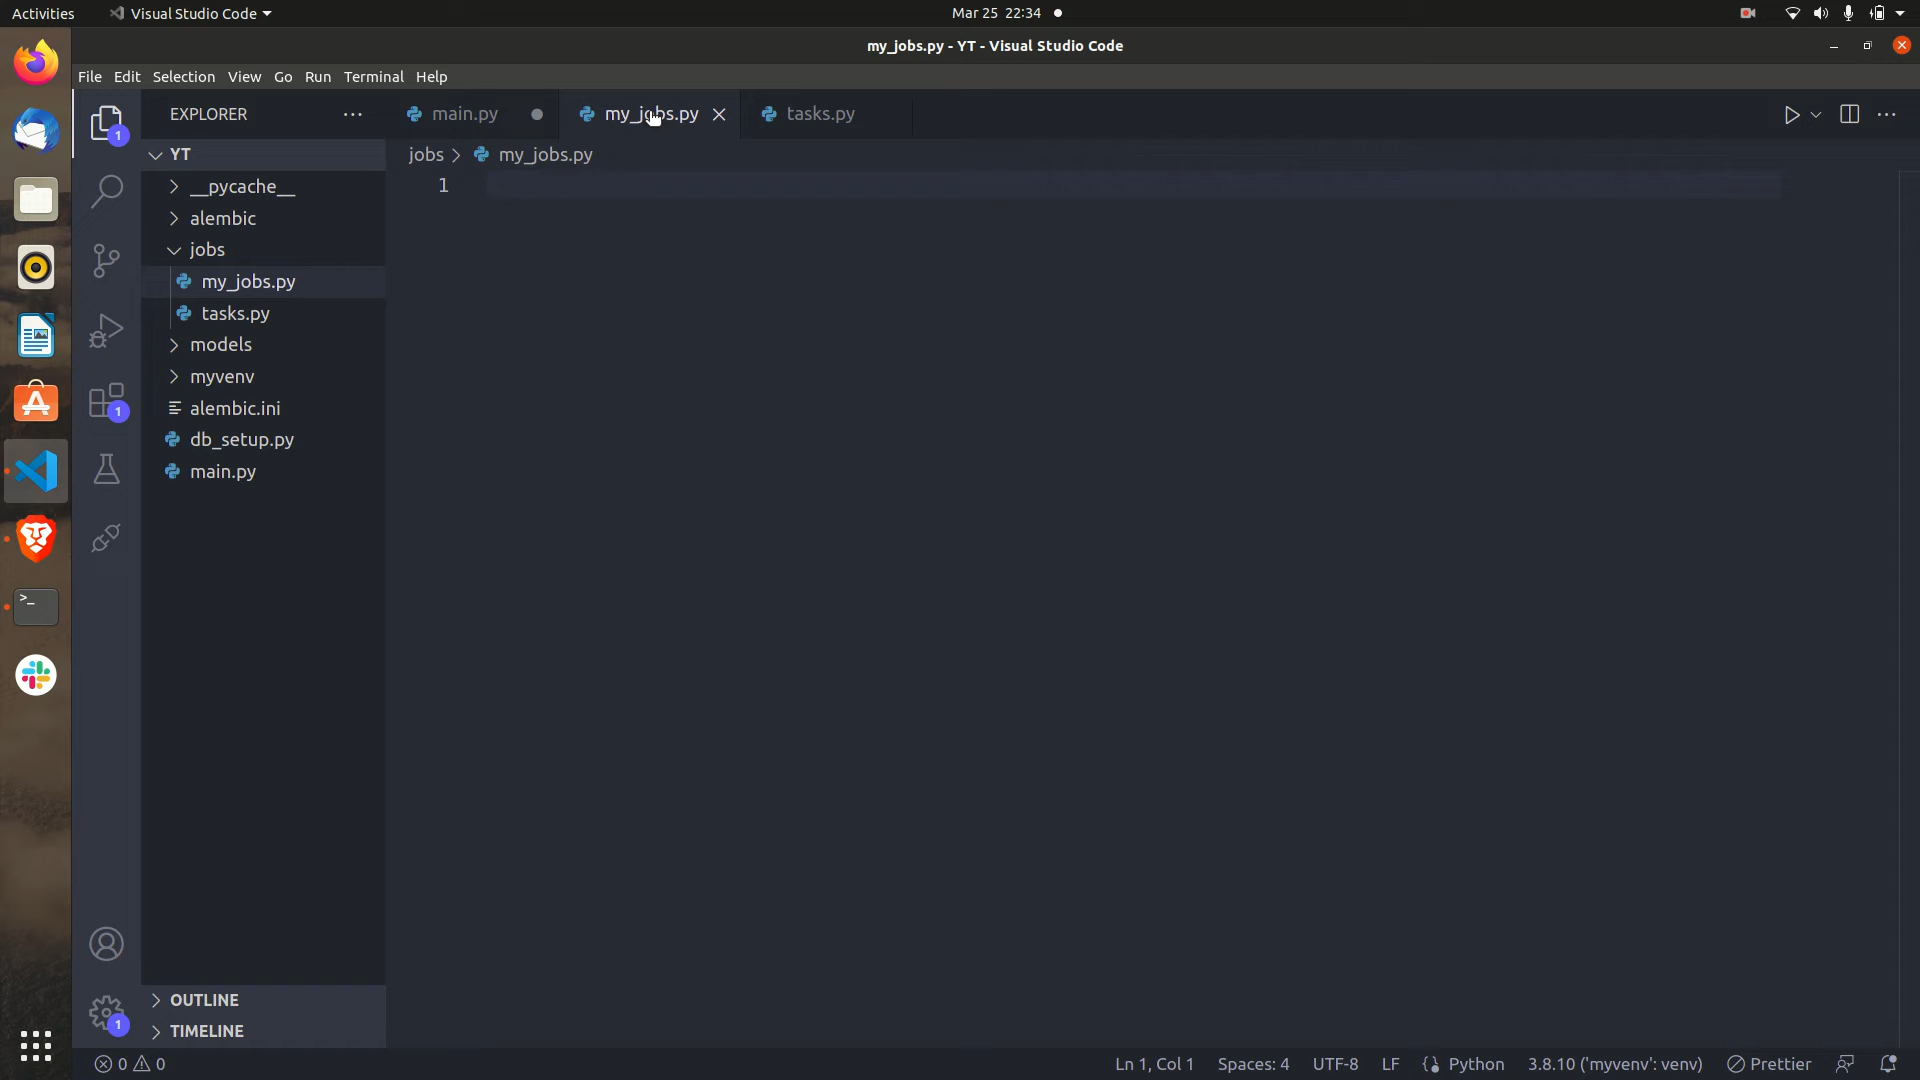 Activities Visual Studio Code Mar 25 22:34
my_jobs.py - YT - Visual Studio Code
File Edit Selection View Go Run Terminal Help
EXPLORER
main.py my_jobs.py tasks.py
YT
jobs my_jobs.py
__pycache__
1
alembic
jobs
my_jobs.py
tasks.py
models
myvenv
alembic.ini
db_setup.py
main.py
OUTLINE
TIMELINE
1
1
1
>_
0 0 Ln 1, Col 1 Spaces: 4 UTF-8 LF Python 3.8.10 ('myvenv': venv) Prettier